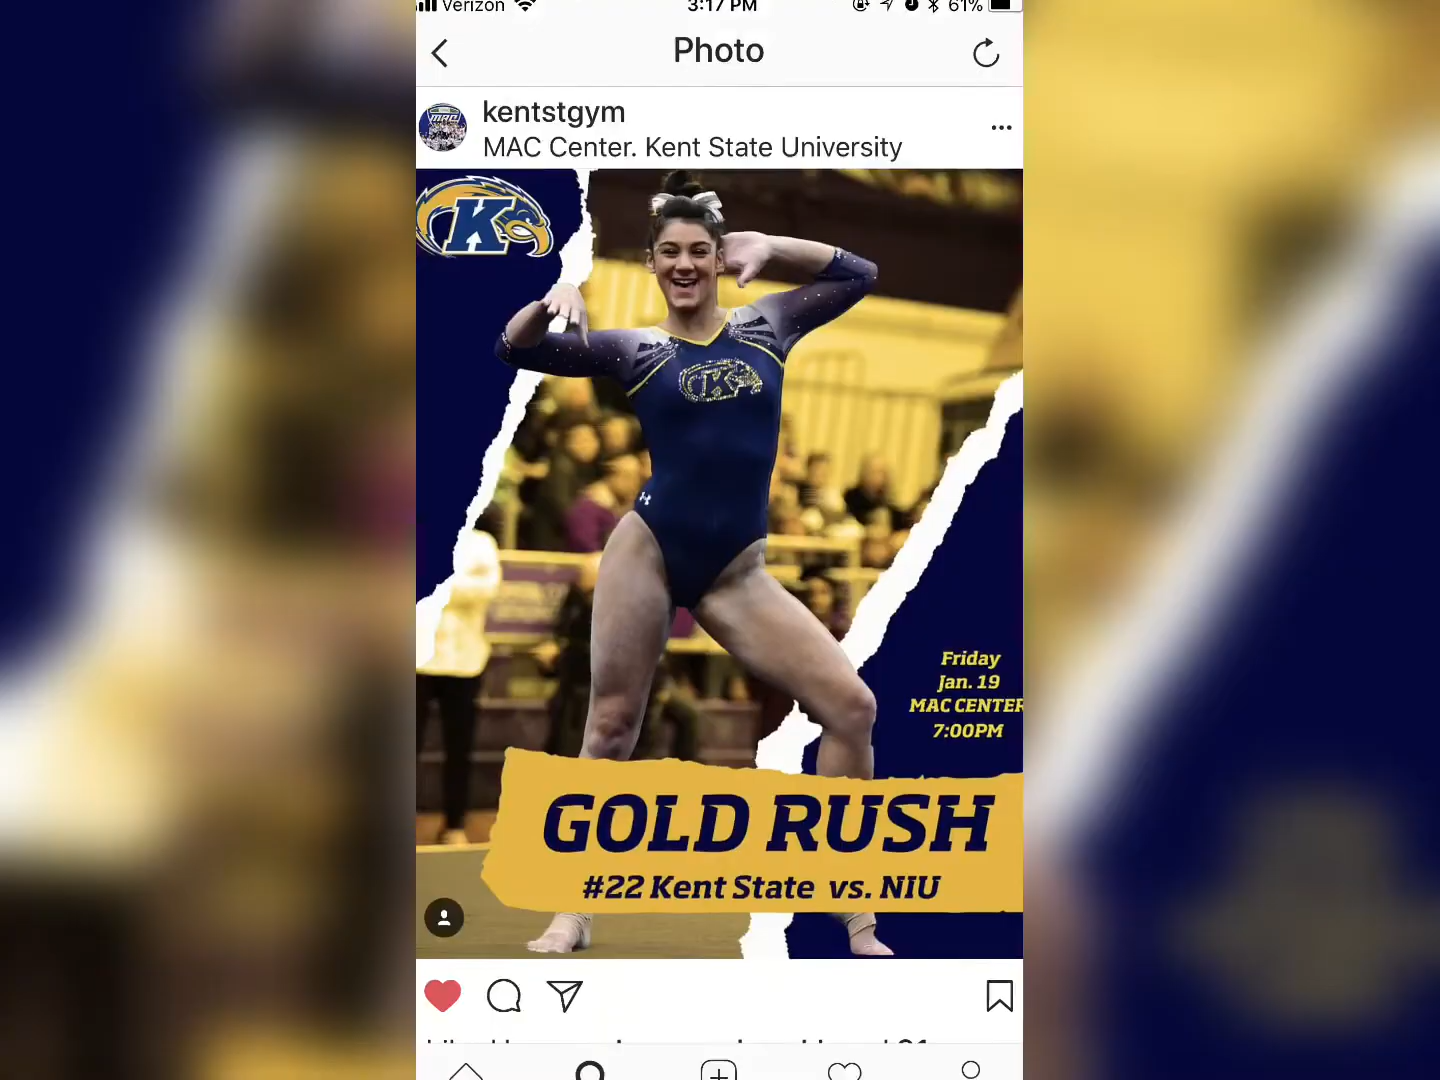 verizon
3:17 PM
61%
Photo
kentstgym
MAC Center. Kent State University
MAC
K
K
Friday
Jan. 19
MAC CENTER
7:00PM
GOLD RUSH
#22 Kent State vs. NIU